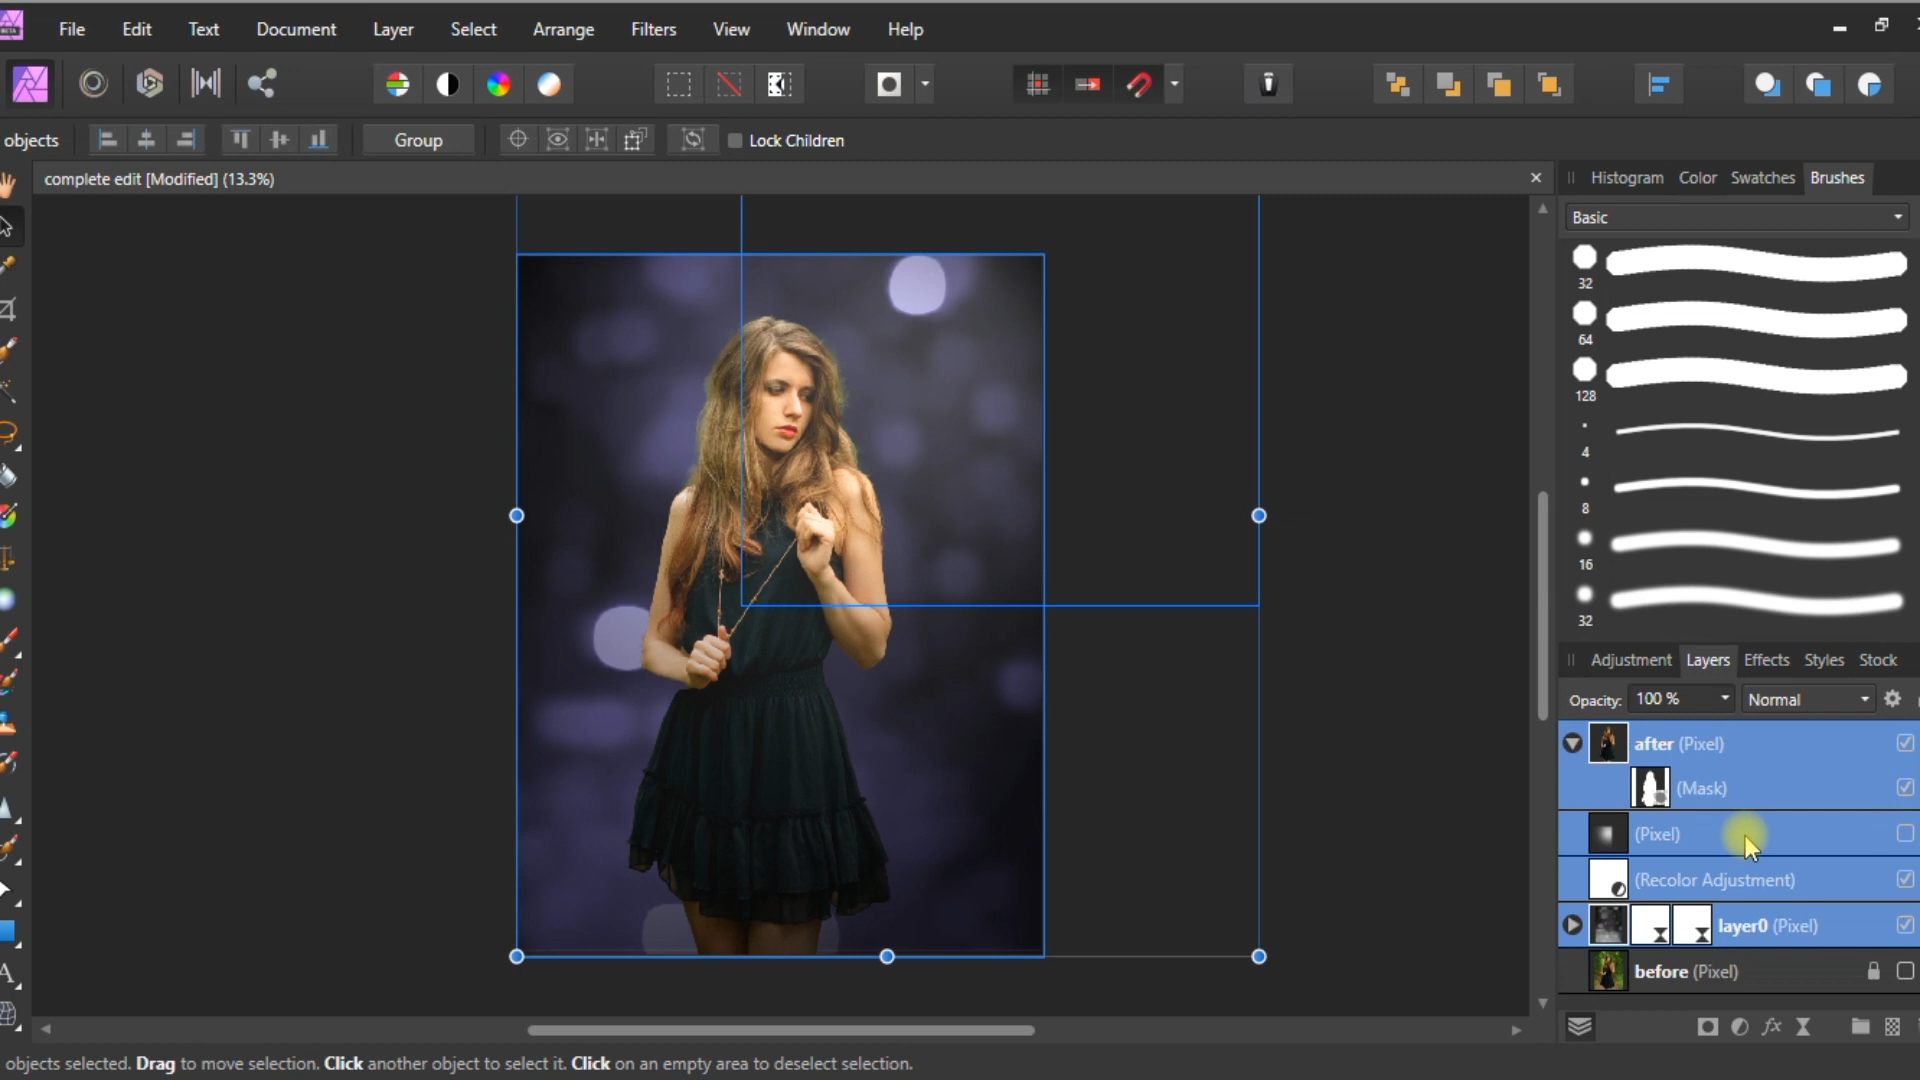 File Edit Text Document Layer Select Arrange Filters View Window Help
objects Group Lock Children
complete edit [Modified] (13.3%)
Histogram Color Swatches Brushes
Basic
32
64
128
4
8
16
32
Adjustment Layers Effects Styles Stock
Opacity: 100 % Normal
after (Pixel)
(Mask)
(Pixel)
(Recolor Adjustment)
layer0 (Pixel)
before (Pixel)
objects selected. Drag to move selection. Click another object to select it. Click on an empty area to deselect selection.